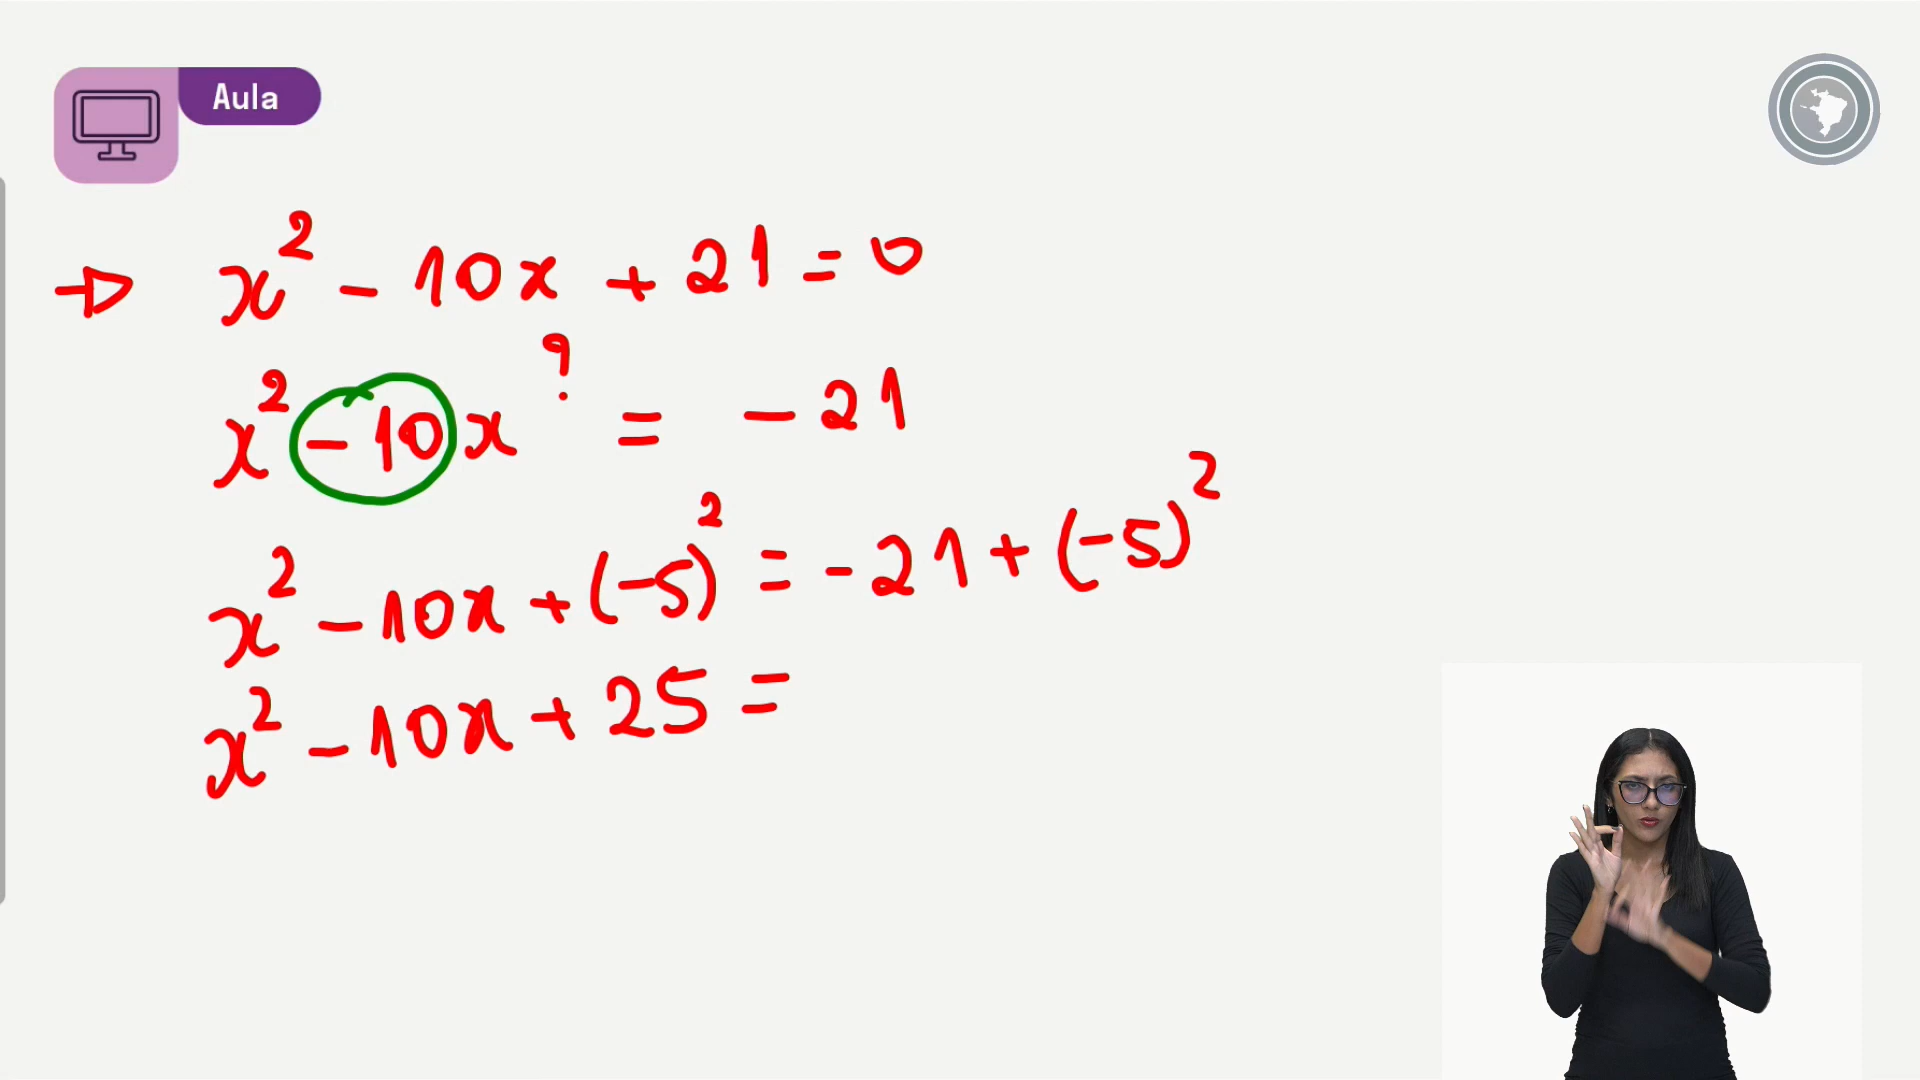 Aula
x² - 10x + 21 = 0
x² - 10x ? = - 21
x² - 10x + (-5)² = - 21 + (-5)²
x² - 10x + 25 =